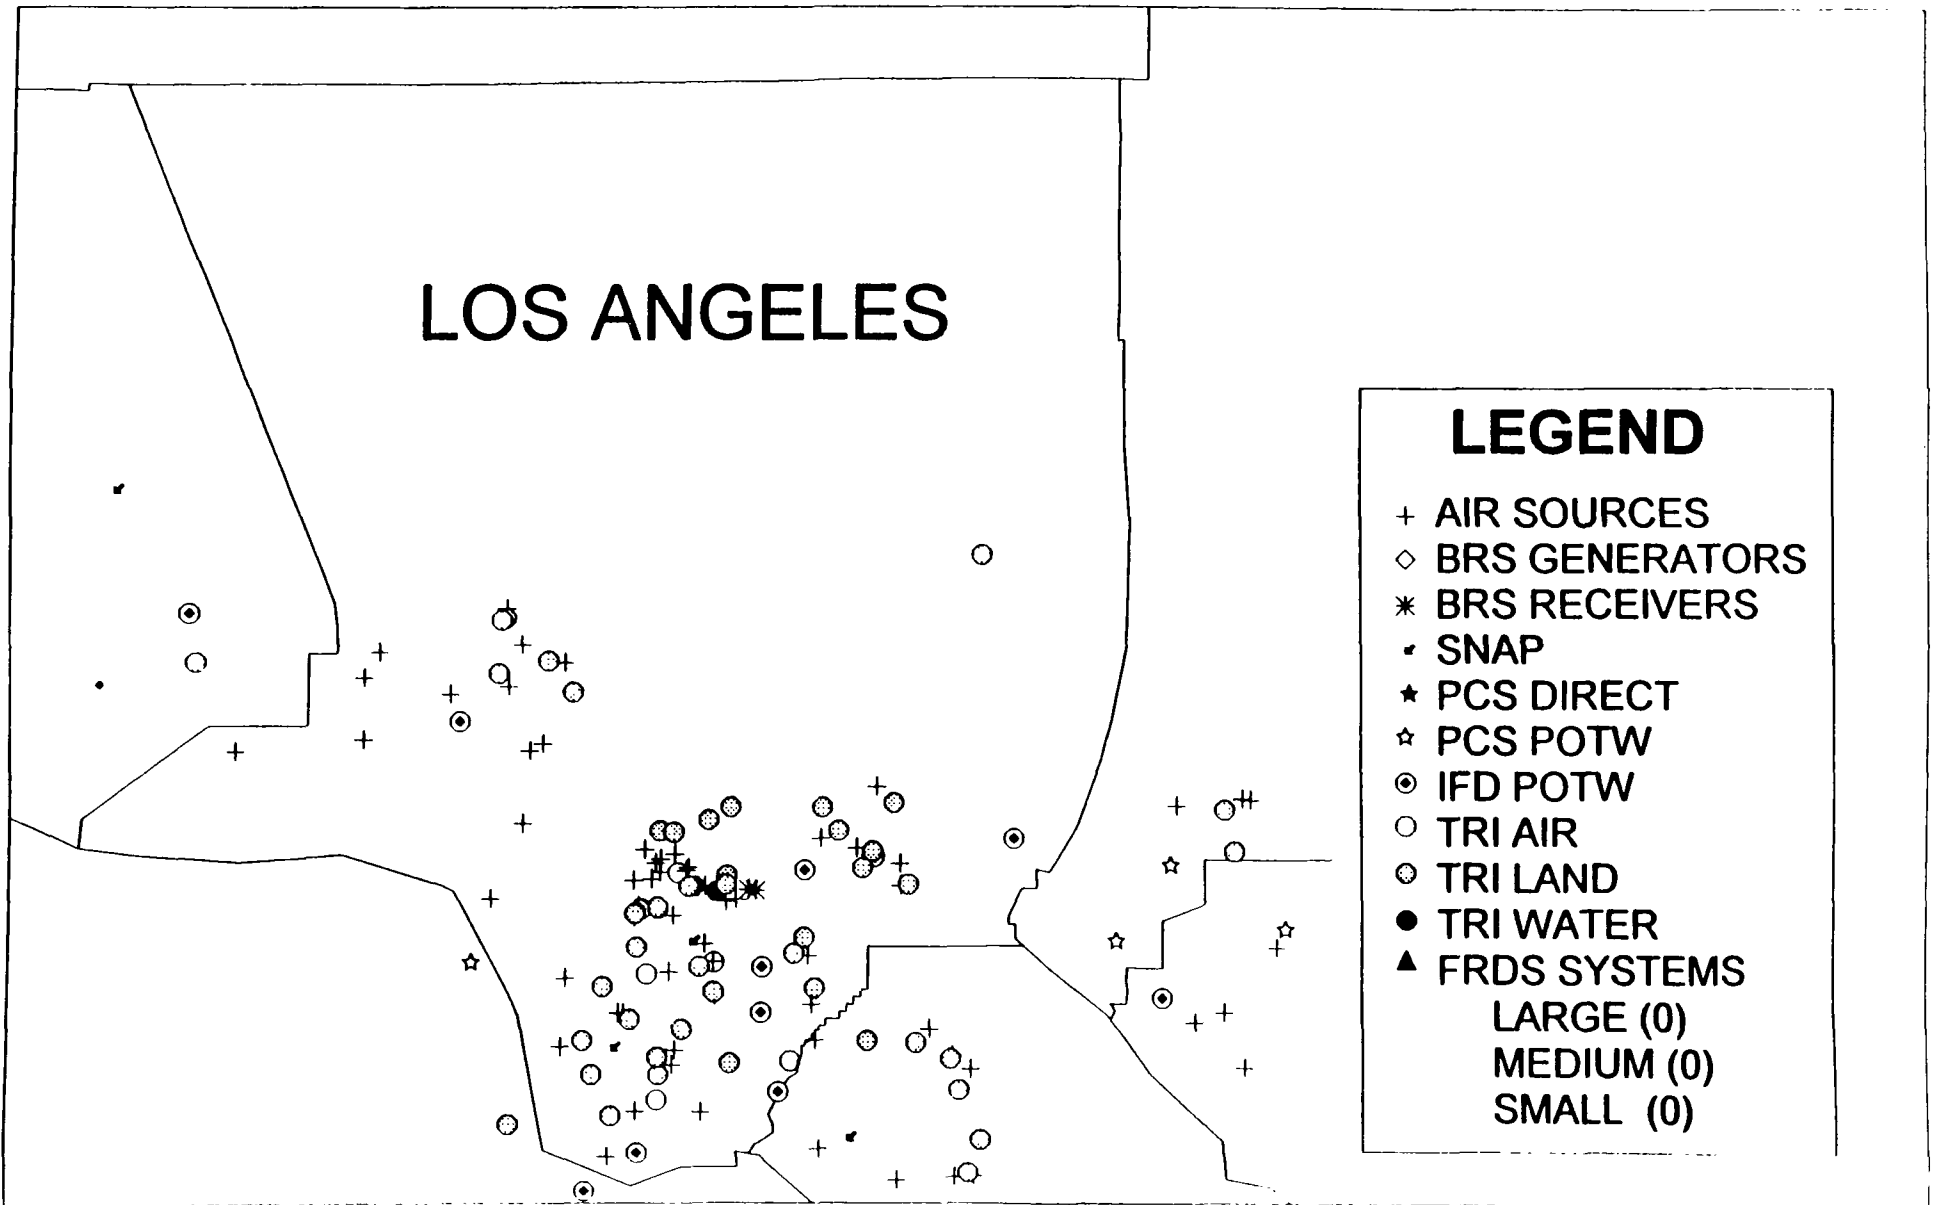 LOS ANGELES
LEGEND
AIR SOURCES
BRS GENERATORS
BRS RECEIVERS
SNAP
PCS DIRECT
PCS POTW
IFD POTW
TRI AIR
TRI LAND
TRI WATER
FRDS SYSTEMS
LARGE (0)
MEDIUM (0)
SMALL (0)